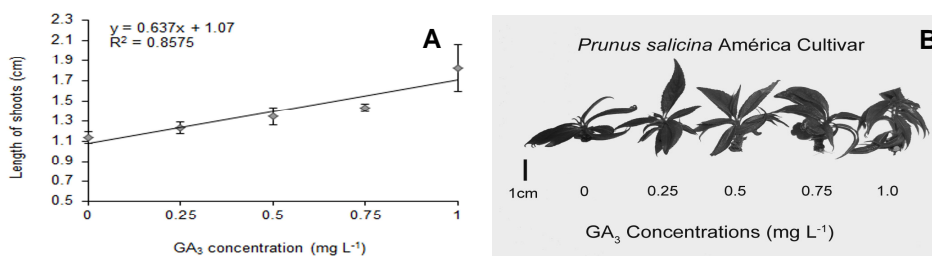 y = 0.637x + 1.07
R² = 0.8575
A
Length of shoots (cm)
2.3
2.1
1.9
1.7
1.5
1.3
1.1
0.9
0.7
0.5
0 0.25 0.5 0.75 1
GA₃ concentration (mg L⁻¹)
B
Prunus salicina América Cultivar
1cm 0 0.25 0.5 0.75 1.0
GA₃ Concentrations (mg L⁻¹)